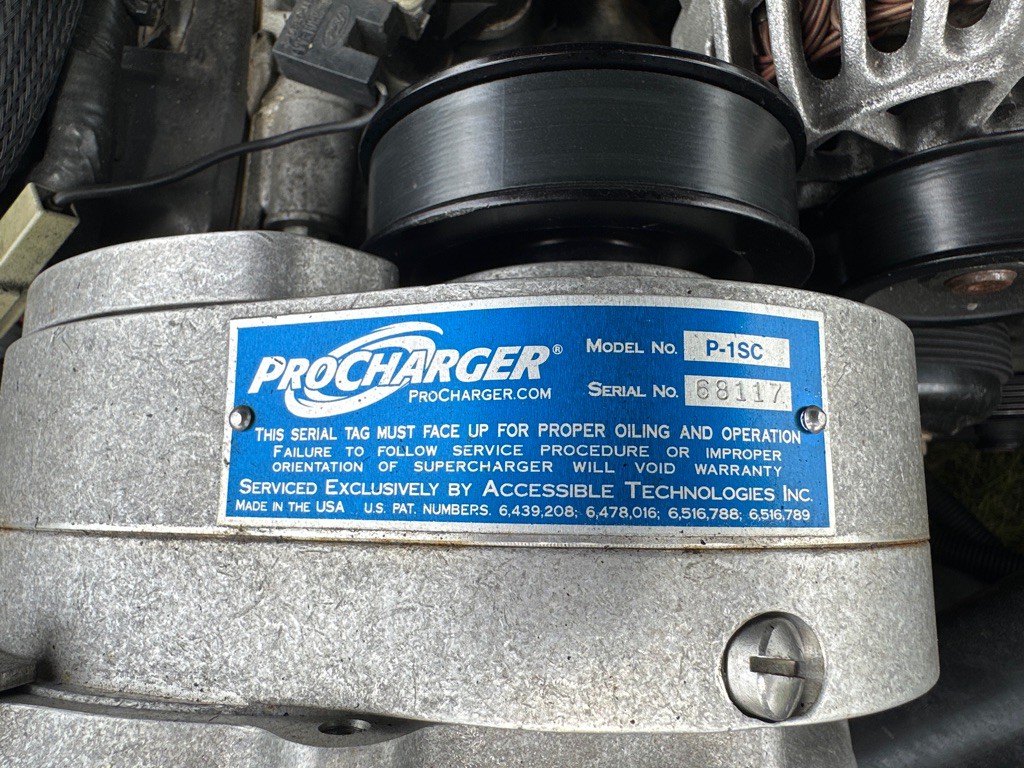 PROCHARGER®
PROCHARGER.COM
MODEL NO. P-1SC
SERIAL NO. 68117
THIS SERIAL TAG MUST FACE UP FOR PROPER OILING AND OPERATION
FAILURE TO FOLLOW SERVICE PROCEDURE OR IMPROPER
ORIENTATION OF SUPERCHARGER WILL VOID WARRANTY
SERVICED EXCLUSIVELY BY ACCESSIBLE TECHNOLOGIES INC.
MADE IN THE USA U.S. PAT. NUMBERS. 6,439,208; 6,478,016; 6,516,788; 6,516,789